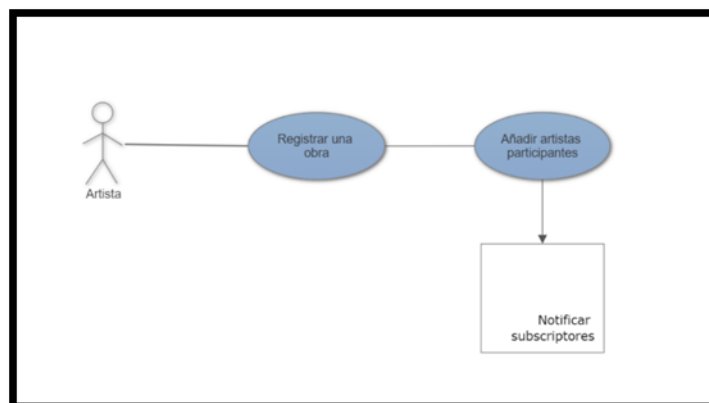 Registrar una
obra
Añadir artistas
participantes
Artista
Notificar
subscriptores